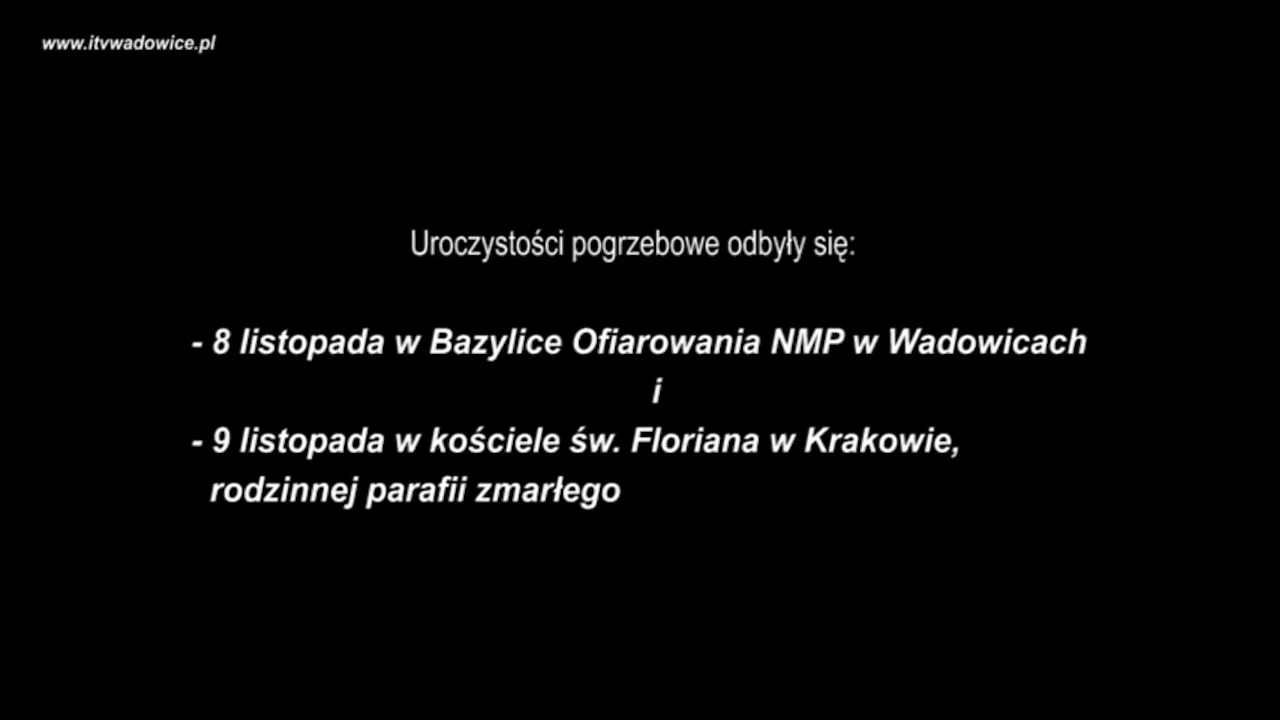 www.itvwadowice.pl
Uroczystości pogrzebowe odbyły się:
- 8 listopada w Bazylice Ofiarowania NMP w Wadowicach
i
- 9 listopada w kościele św. Floriana w Krakowie,
rodzinnej parafii zmarłego